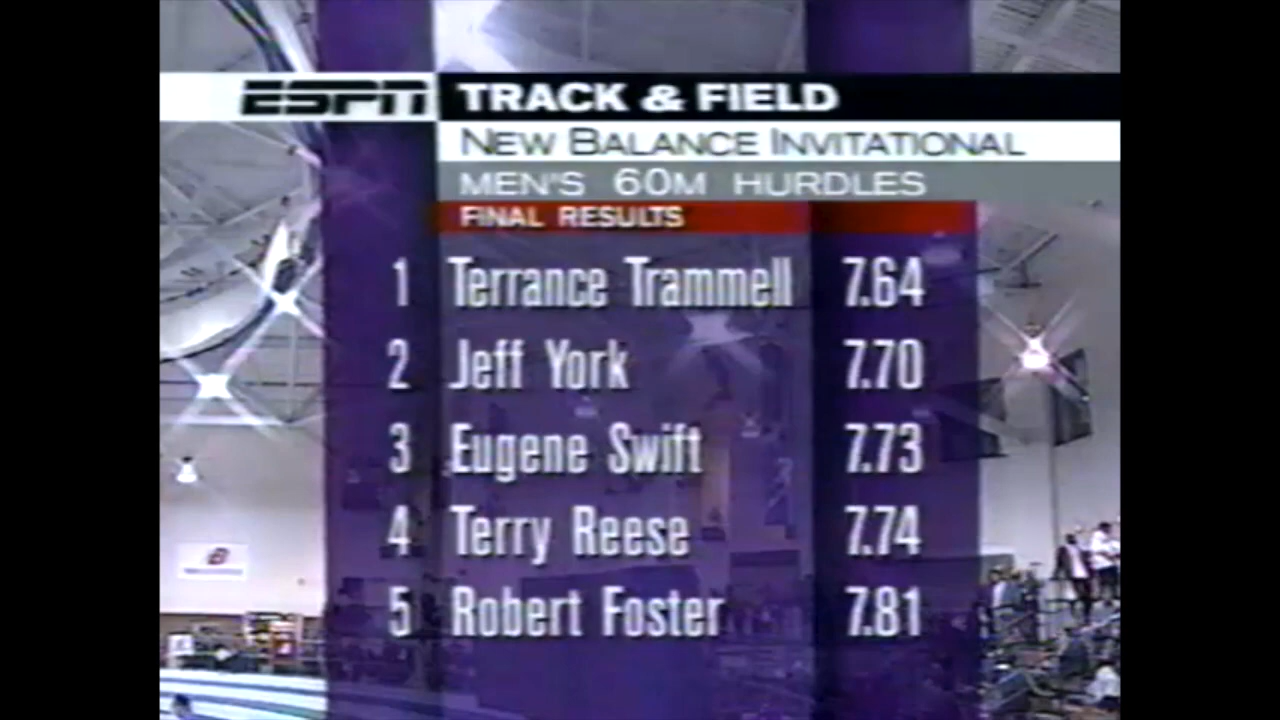 ESPN TRACK & FIELD
NEW BALANCE INVITATIONAL
MEN'S 60M HURDLES
FINAL RESULTS
1 Terrance Trammell 7.64
2 Jeff York 7.70
3 Eugene Swift 7.73
4 Terry Reese 7.74
5 Robert Foster 7.81